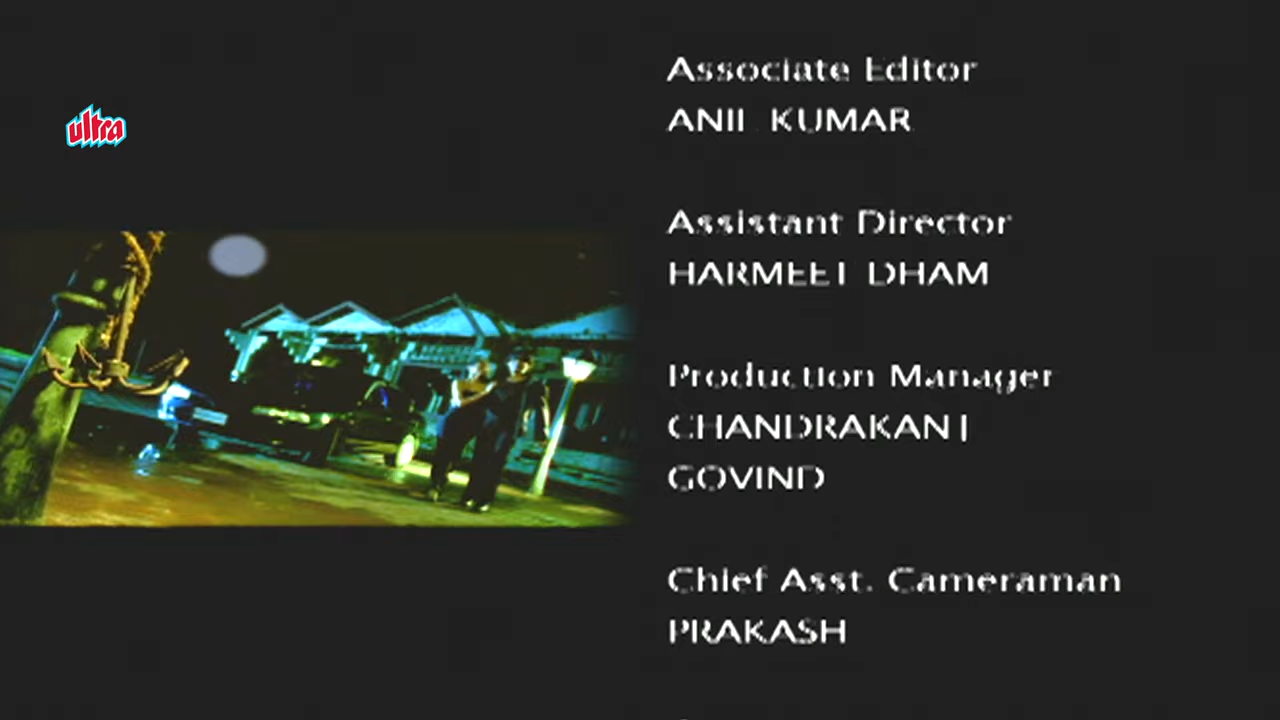 ultra
Associate Editor
ANIL KUMAR
Assistant Director
HARMEET DHAM
Production Manager
CHANDRAKANT
GOVIND
Chief Asst. Cameraman
PRAKASH